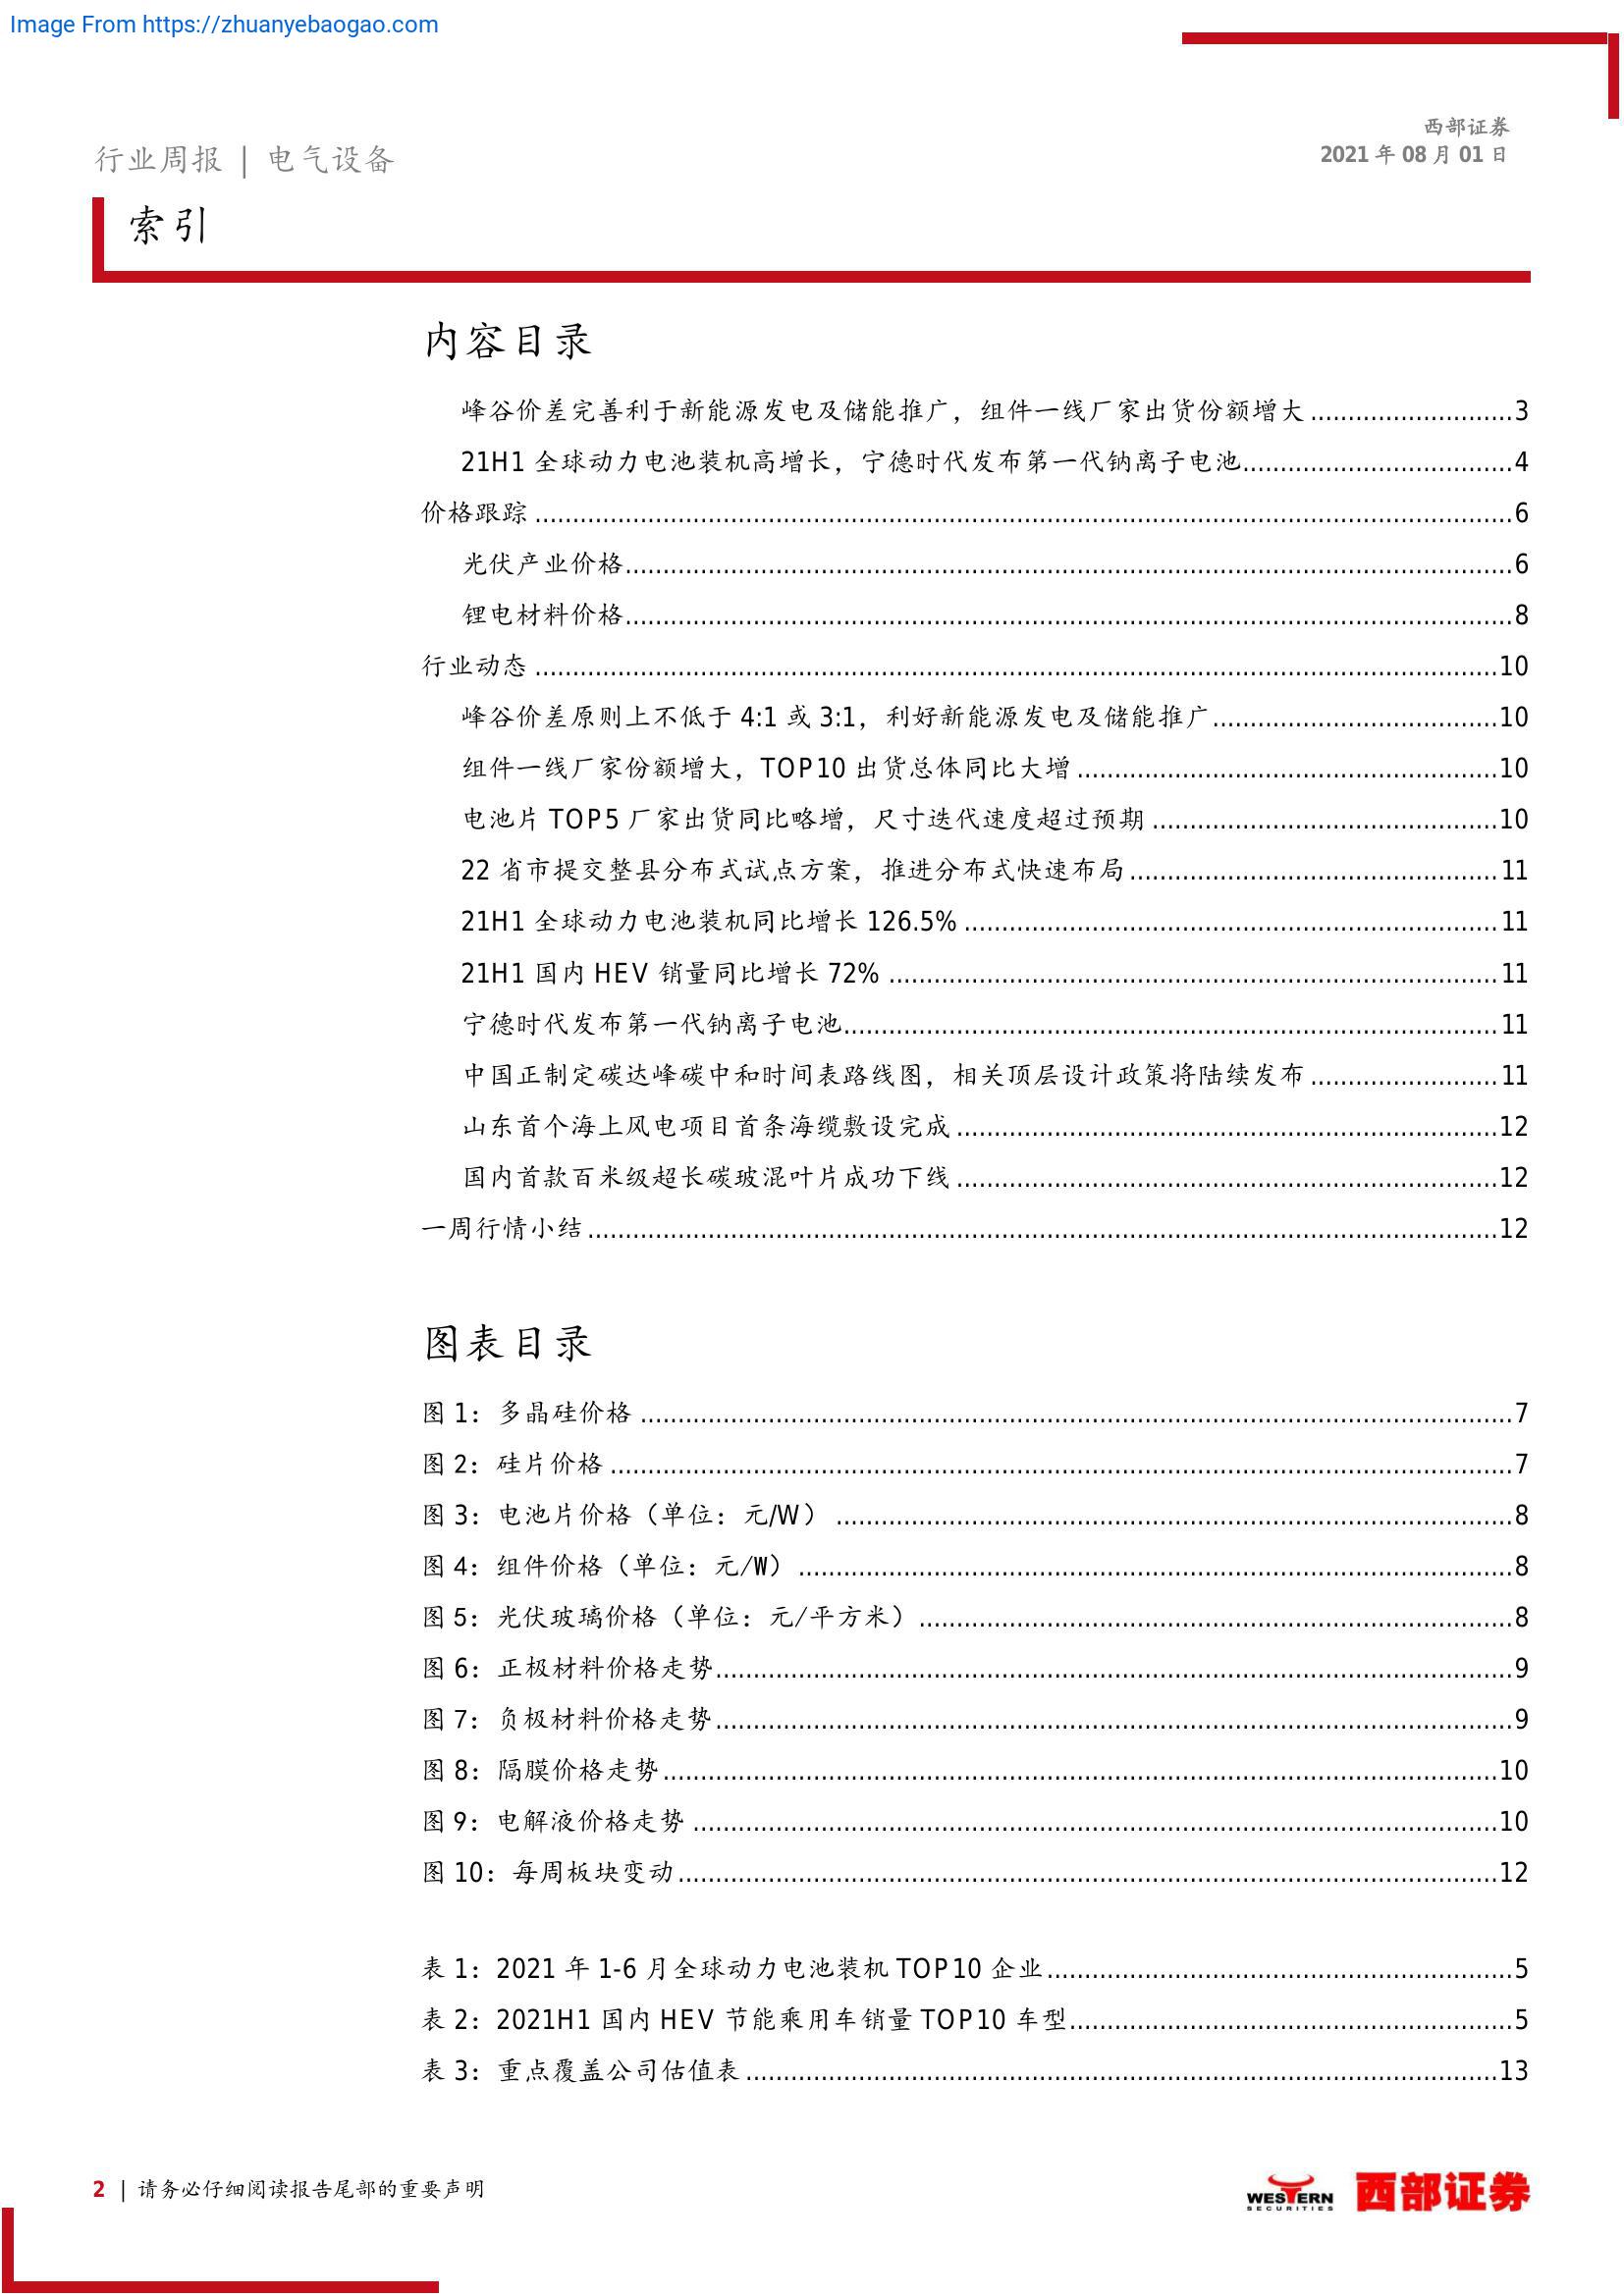 Image From https://zhuanyebaogao.com
西部证券
2021 年 08 月 01 日
行业周报 | 电气设备
索引
内容目录
峰谷价差完善利于新能源发电及储能推广，组件一线厂家出货份额增大...........................3
21H1 全球动力电池装机高增长，宁德时代发布第一代钠离子电池....................................4
价格跟踪 ..................................................................................................................................6
光伏产业价格......................................................................................................................6
锂电材料价格......................................................................................................................8
行业动态 ................................................................................................................................10
峰谷价差原则上不低于 4:1 或 3:1，利好新能源发电及储能推广......................................10
组件一线厂家份额增大，TOP10 出货总体同比大增........................................................10
电池片 TOP5 厂家出货同比略增，尺寸迭代速度超过预期 ..............................................10
22 省市提交整县分布式试点方案，推进分布式快速布局.................................................11
21H1 全球动力电池装机同比增长 126.5% .......................................................................11
21H1 国内 HEV 销量同比增长 72% .................................................................................11
宁德时代发布第一代钠离子电池.......................................................................................11
中国正制定碳达峰碳中和时间表路线图，相关顶层设计政策将陆续发布.........................11
山东首个海上风电项目首条海缆敷设完成 ........................................................................12
国内首款百米级超长碳玻混叶片成功下线 ........................................................................12
一周行情小结 .........................................................................................................................12
图表目录
图 1：多晶硅价格 ....................................................................................................................7
图 2：硅片价格 ........................................................................................................................7
图 3：电池片价格（单位：元/W） ..........................................................................................8
图 4：组件价格（单位：元/W） ...............................................................................................8
图 5：光伏玻璃价格（单位：元/平方米）...............................................................................8
图 6：正极材料价格走势..........................................................................................................9
图 7：负极材料价格走势..........................................................................................................9
图 8：隔膜价格走势...............................................................................................................10
图 9：电解液价格走势 ...........................................................................................................10
图 10：每周板块变动.............................................................................................................12
表 1：2021 年 1-6 月全球动力电池装机 TOP10 企业..............................................................5
表 2：2021H1 国内 HEV 节能乘用车销量 TOP10 车型...........................................................5
表 3：重点覆盖公司估值表 ....................................................................................................13
2 | 请务必仔细阅读报告尾部的重要声明
WESTERN
SECURITIES
西部证券